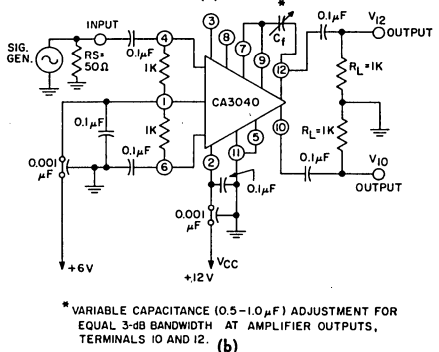 *
INPUT
SIG.
GEN.
RS=
50Ω
0.1μF
4
3
8
7
9
Cf
12
0.1μF
V12
OUTPUT
1K
1
CA3040
RL=1K
0.1μF
1K
5
10
RL=1K
0.001
μF
0.1μF
6
2
11
0.1μF
0.1μF
V10
OUTPUT
0.001
μF
+6V
VCC
+12V
* VARIABLE CAPACITANCE (0.5-1.0μF) ADJUSTMENT FOR
EQUAL 3-dB BANDWIDTH AT AMPLIFIER OUTPUTS,
TERMINALS 10 AND 12.
(b)